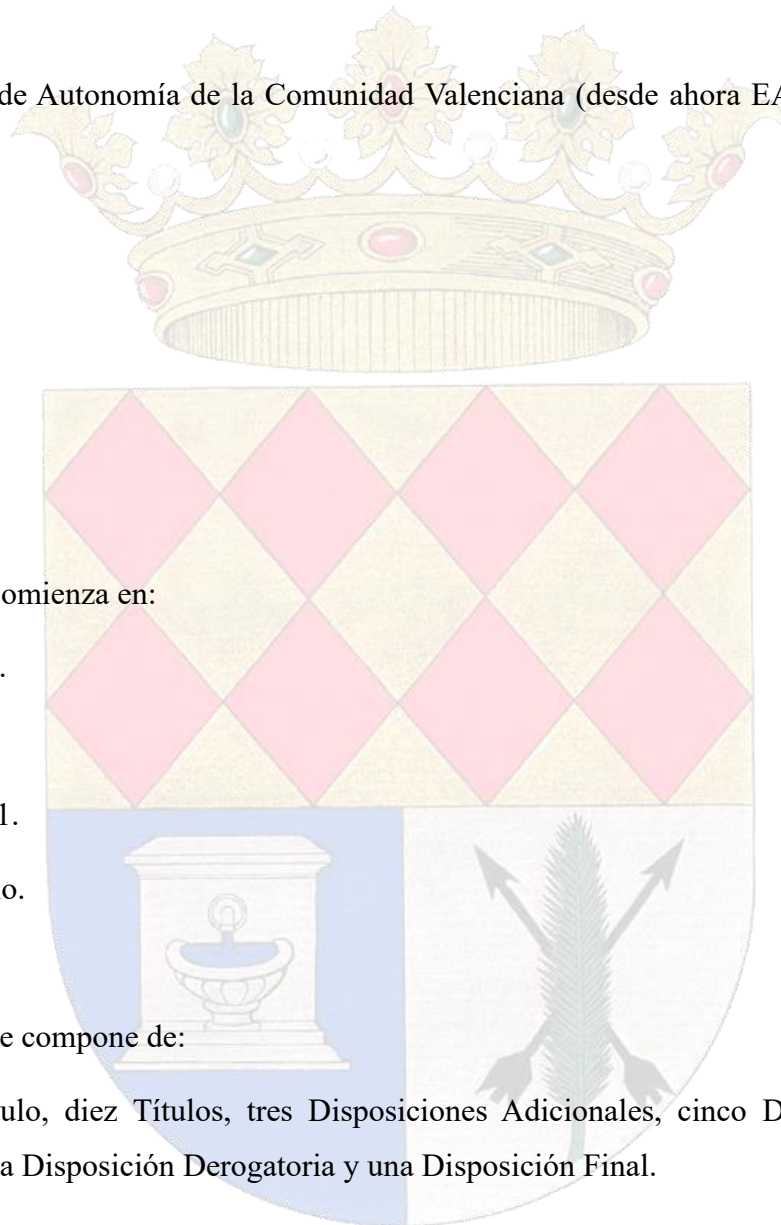 de Autonomía de la Comunidad Valenciana (desde ahora EA
omienza en:
.
1.
o.
e compone de:
ulo, diez Títulos, tres Disposiciones Adicionales, cinco D
a Disposición Derogatoria y una Disposición Final.